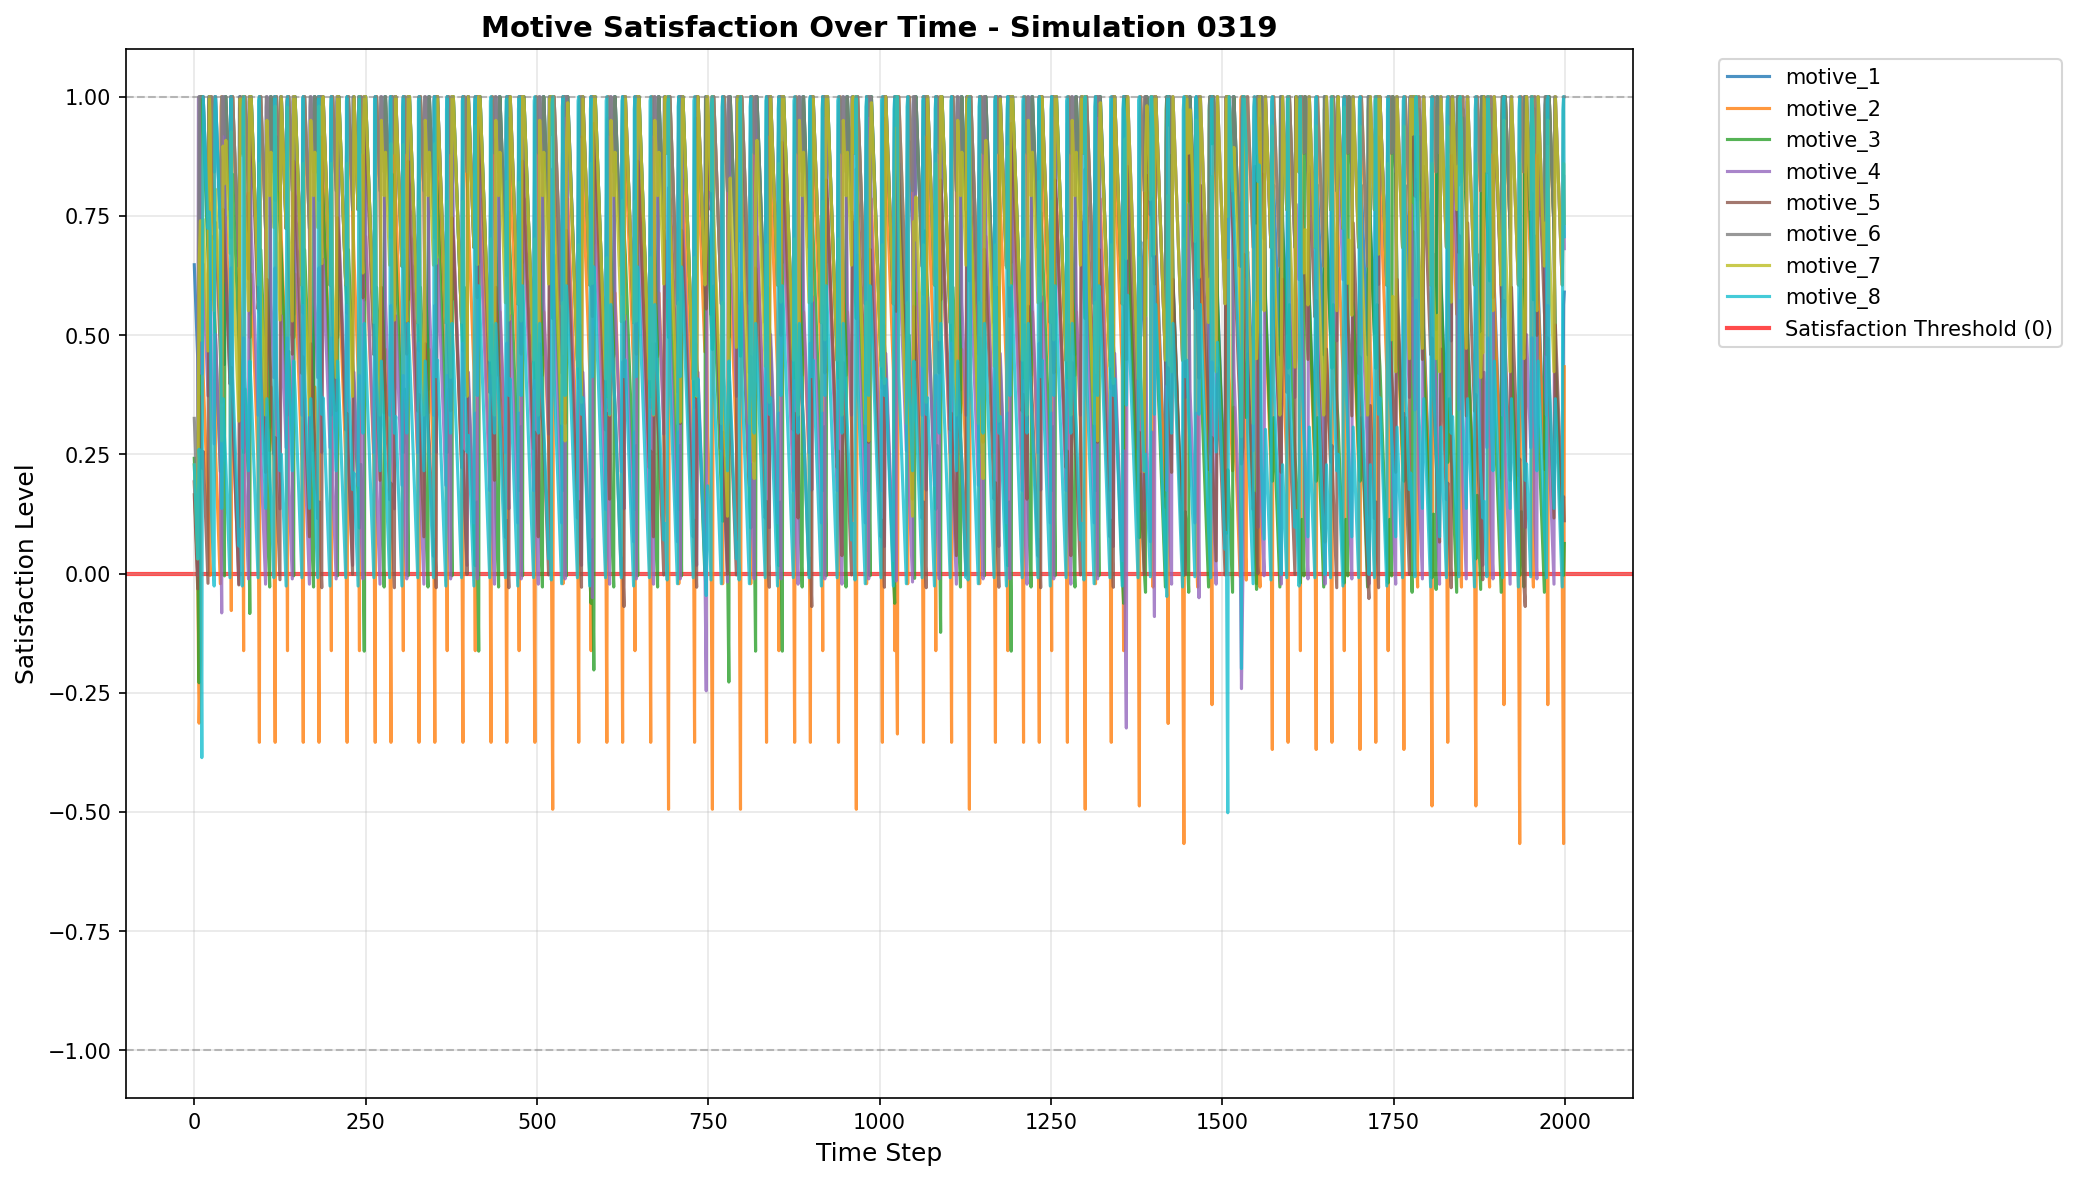 Motive Satisfaction Over Time - Simulation 0319
1.00
0.75
0.50
0.25
0.00
−0.25
−0.50
−0.75
−1.00
Satisfaction Level
0 250 500 750 1000 1250 1500 1750 2000
Time Step
motive_1
motive_2
motive_3
motive_4
motive_5
motive_6
motive_7
motive_8
Satisfaction Threshold (0)